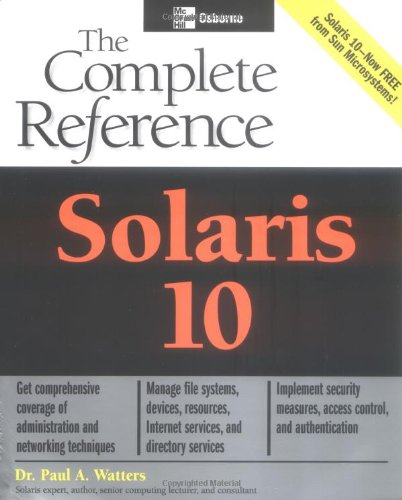 Mc
Graw
Hill
Osborne
Solaris 10–Now FREE
from Sun Microsystems!
The
Complete
Reference
Solaris
10
Get comprehensive
coverage of
administration and
networking techniques
Manage file systems,
devices, resources,
Internet services, and
directory services
Implement security
measures, access control,
and authentication
Dr. Paul A. Watters
Solaris expert, author, senior computing lecturer, and consultant
Copyrighted Material